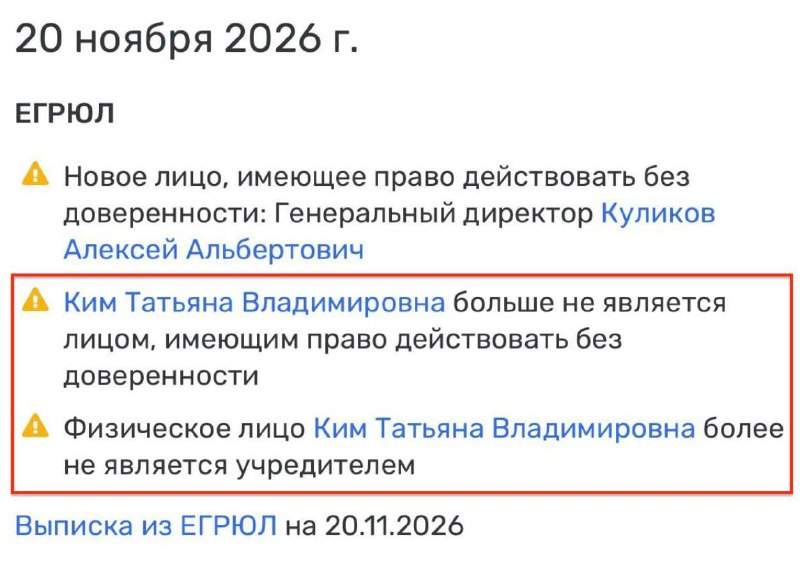 20 ноября 2026 г.
ЕГРЮЛ
Новое лицо, имеющее право действовать без
доверенности: Генеральный директор Куликов
Алексей Альбертович
Ким Татьяна Владимировна больше не является
лицом, имеющим право действовать без
доверенности
Физическое лицо Ким Татьяна Владимировна более
не является учредителем
Выписка из ЕГРЮЛ на 20.11.2026